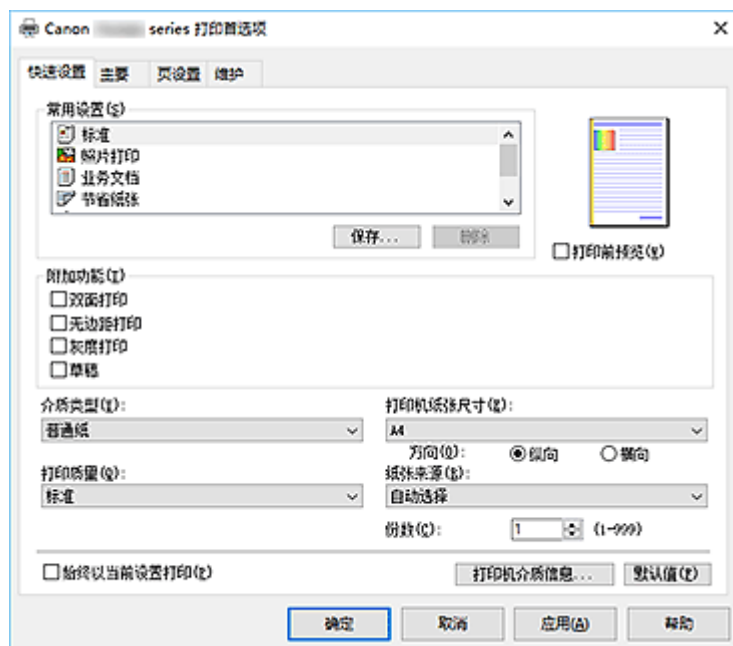 Canon series 打印首选项
快速设置 主要 页设置 维护
常用设置(S)
标准
照片打印
业务文档
节省纸张
保存... 删除
打印前预览(V)
附加功能(I)
双面打印
无边距打印
灰度打印
草稿
介质类型(Y): 打印机纸张尺寸(Z):
普通纸 A4
方向(O): 纵向 横向
打印质量(Q): 纸张来源(B):
标准 自动选择
份数(C): 1 (1-999)
始终以当前设置打印(P)
打印机介质信息... 默认值(F)
确定 取消 应用(A) 帮助